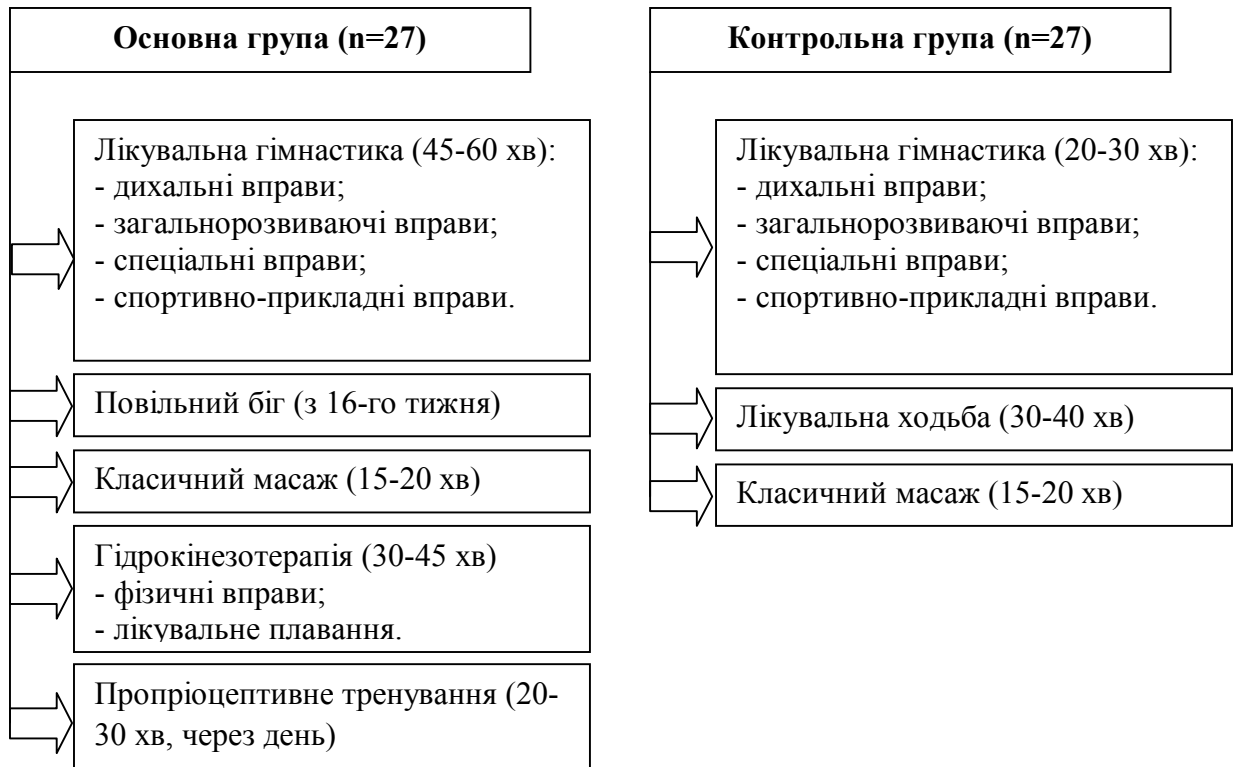 Основна група (n=27)
Лікувальна гімнастика (45-60 хв):
- дихальні вправи;
- загальнорозвиваючі вправи;
- спеціальні вправи;
- спортивно-прикладні вправи.
Повільний біг (з 16-го тижня)
Класичний масаж (15-20 хв)
Гідрокінезотерапія (30-45 хв)
- фізичні вправи;
- лікувальне плавання.
Пропріоцептивне тренування (20-
30 хв, через день)
Контрольна група (n=27)
Лікувальна гімнастика (20-30 хв):
- дихальні вправи;
- загальнорозвиваючі вправи;
- спеціальні вправи;
- спортивно-прикладні вправи.
Лікувальна ходьба (30-40 хв)
Класичний масаж (15-20 хв)